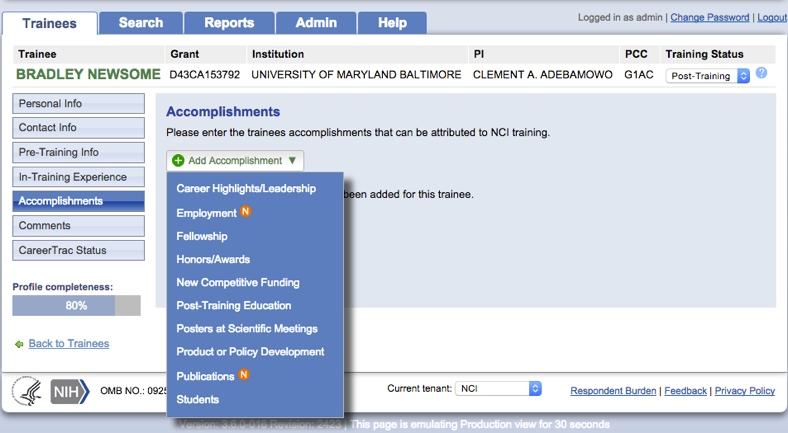 Trainees Search Reports Admin Help
Logged in as admin | Change Password | Logout
Trainee Grant Institution PI PCC Training Status
BRADLEY NEWSOME D43CA153792 UNIVERSITY OF MARYLAND BALTIMORE CLEMENT A. ADEBAMOWO G1AC Post-Training ?
Personal Info
Contact Info
Pre-Training Info
In-Training Experience
Accomplishments
Comments
CareerTrac Status
Profile completeness:
80%
Back to Trainees
Accomplishments
Please enter the trainees accomplishments that can be attributed to NCI training.
Add Accomplishment
been added for this trainee.
Career Highlights/Leadership
Employment N
Fellowship
Honors/Awards
New Competitive Funding
Post-Training Education
Posters at Scientific Meetings
Product or Policy Development
Publications N
Students
NIH OMB NO.: 0925
Current tenant: NCI
Respondent Burden | Feedback | Privacy Policy
This page is emulating Production view for 30 seconds